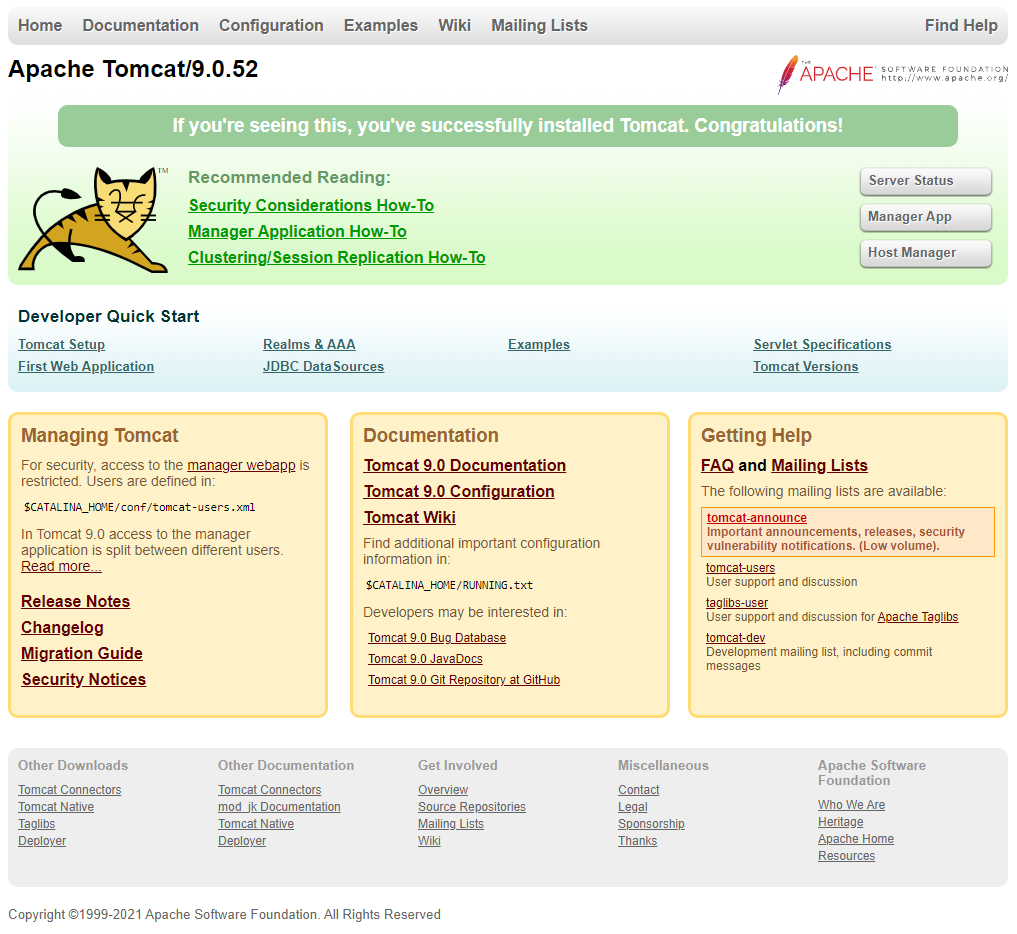 Home Documentation Configuration Examples Wiki Mailing Lists Find Help
Apache Tomcat/9.0.52
THE APACHE SOFTWARE FOUNDATION
http://www.apache.org/
If you're seeing this, you've successfully installed Tomcat. Congratulations!
TM
Recommended Reading:
Security Considerations How-To
Manager Application How-To
Clustering/Session Replication How-To
Server Status
Manager App
Host Manager
Developer Quick Start
Tomcat Setup
First Web Application
Realms & AAA
JDBC DataSources
Examples
Servlet Specifications
Tomcat Versions
Managing Tomcat
For security, access to the manager webapp is
restricted. Users are defined in:
$CATALINA_HOME/conf/tomcat-users.xml
In Tomcat 9.0 access to the manager
application is split between different users.
Read more...
Release Notes
Changelog
Migration Guide
Security Notices
Documentation
Tomcat 9.0 Documentation
Tomcat 9.0 Configuration
Tomcat Wiki
Find additional important configuration
information in:
$CATALINA_HOME/RUNNING.txt
Developers may be interested in:
Tomcat 9.0 Bug Database
Tomcat 9.0 JavaDocs
Tomcat 9.0 Git Repository at GitHub
Getting Help
FAQ and Mailing Lists
The following mailing lists are available:
tomcat-announce
Important announcements, releases, security
vulnerability notifications. (Low volume).
tomcat-users
User support and discussion
taglibs-user
User support and discussion for Apache Taglibs
tomcat-dev
Development mailing list, including commit
messages
Other Downloads
Tomcat Connectors
Tomcat Native
Taglibs
Deployer
Other Documentation
Tomcat Connectors
mod_jk Documentation
Tomcat Native
Deployer
Get Involved
Overview
Source Repositories
Mailing Lists
Wiki
Miscellaneous
Contact
Legal
Sponsorship
Thanks
Apache Software
Foundation
Who We Are
Heritage
Apache Home
Resources
Copyright ©1999-2021 Apache Software Foundation. All Rights Reserved